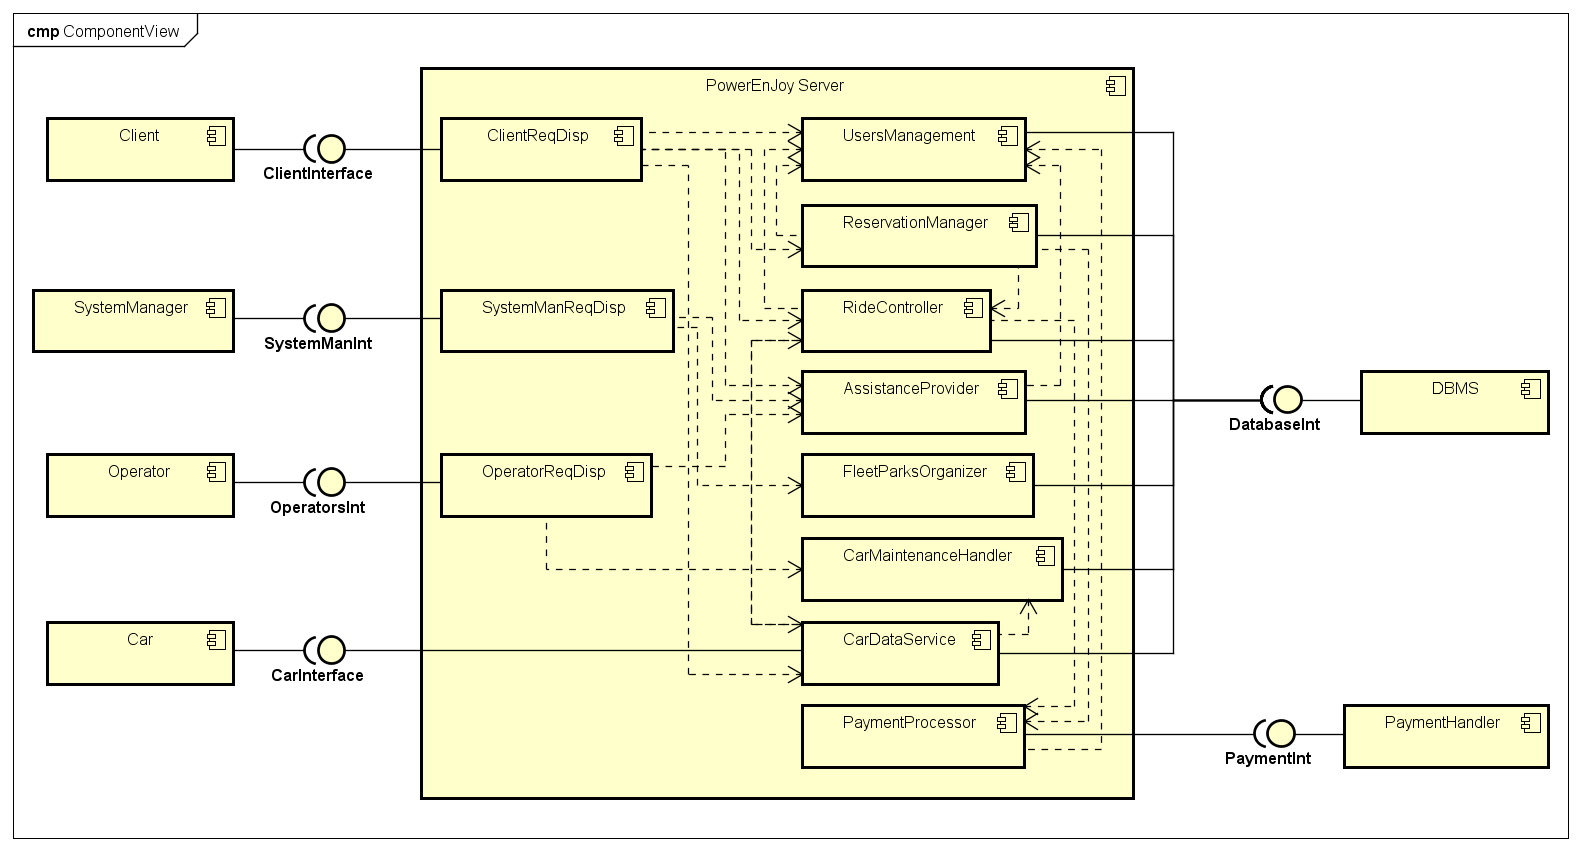 cmp ComponentView
PowerEnJoy Server
Client
ClientInterface
ClientReqDisp
UsersManagement
ReservationManager
SystemManager
SystemManInt
SystemManReqDisp
RideController
AssistanceProvider
DatabaseInt
DBMS
Operator
OperatorsInt
OperatorReqDisp
FleetParksOrganizer
CarMaintenanceHandler
Car
CarInterface
CarDataService
PaymentProcessor
PaymentInt
PaymentHandler